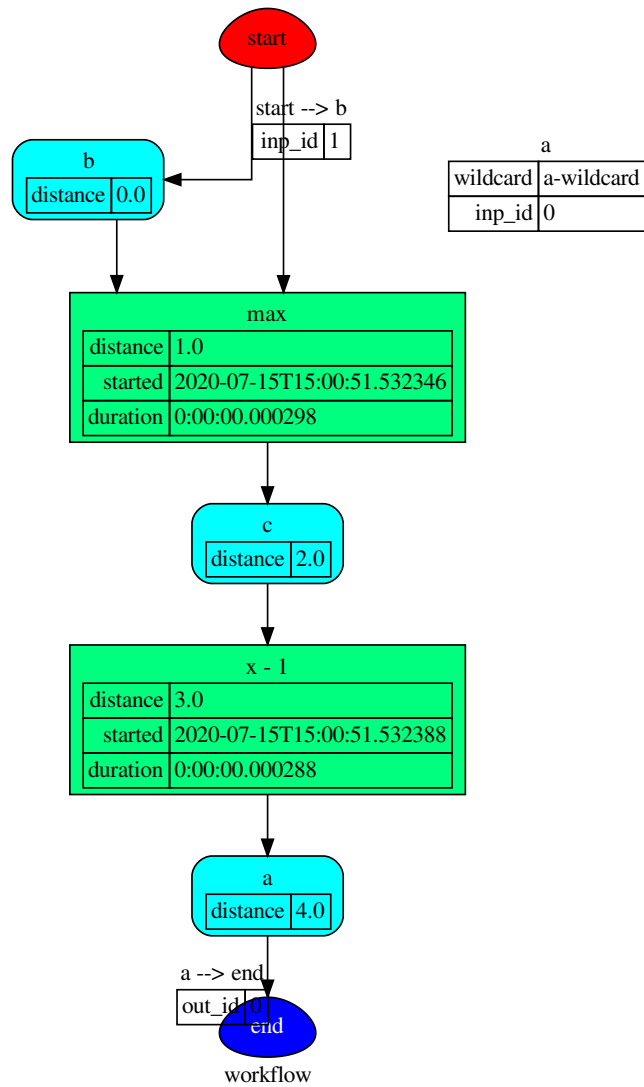 start
start --> b
inp_id 1
b
distance 0.0
a
wildcard a-wildcard
inp_id 0
max
distance 1.0
started 2020-07-15T15:00:51.532346
duration 0:00:00.000298
c
distance 2.0
x - 1
distance 3.0
started 2020-07-15T15:00:51.532388
duration 0:00:00.000288
a
distance 4.0
a --> end
out_id 0
end
workflow